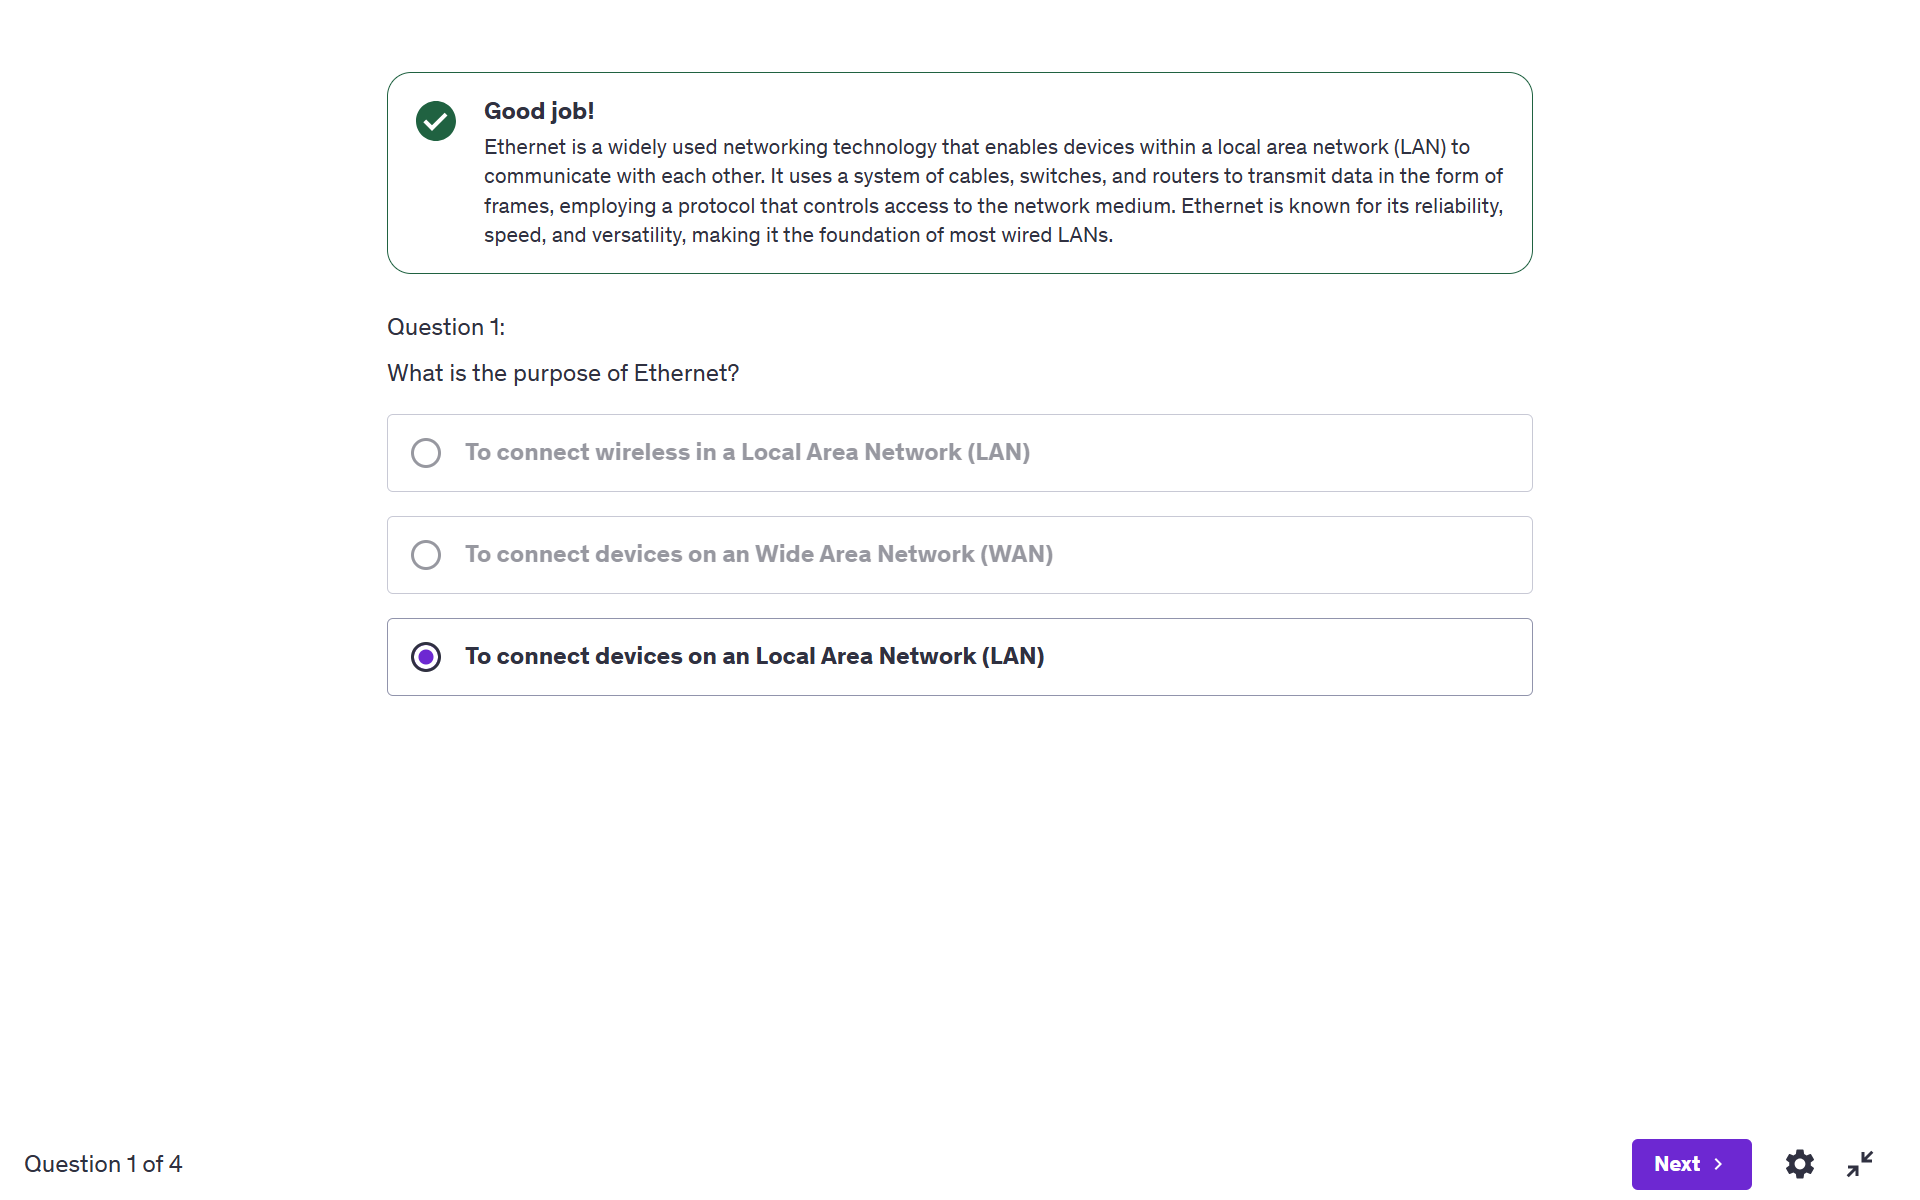 Good job!
Ethernet is a widely used networking technology that enables devices within a local area network (LAN) to
communicate with each other. It uses a system of cables, switches, and routers to transmit data in the form of
frames, employing a protocol that controls access to the network medium. Ethernet is known for its reliability,
speed, and versatility, making it the foundation of most wired LANs.
Question 1:
What is the purpose of Ethernet?
To connect wireless in a Local Area Network (LAN)
To connect devices on an Wide Area Network (WAN)
To connect devices on an Local Area Network (LAN)
Question 1 of 4
Next